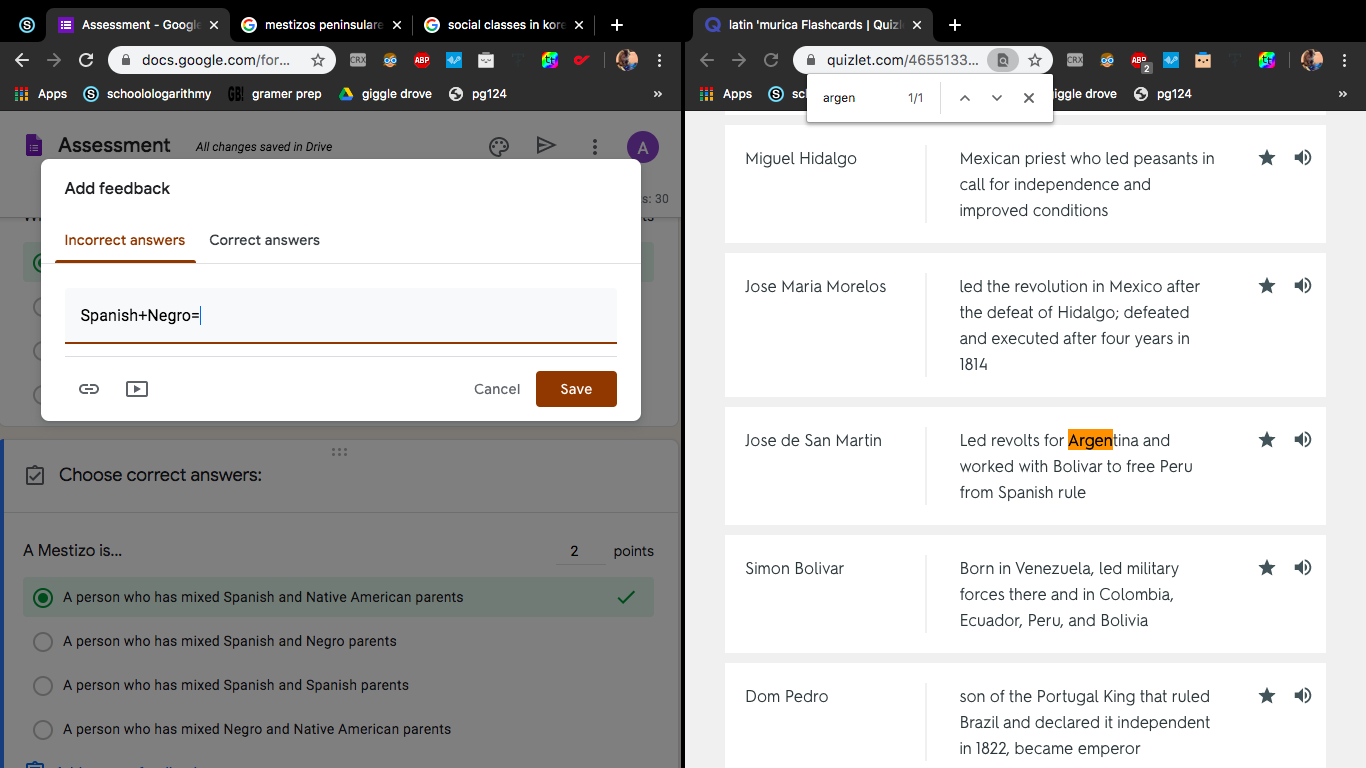 Assessment - Google
mestizos peninsulare
social classes in kore
docs.google.com/for...
CRX
ABP
Apps
schoolologarithmy
GB!
gramer prep
giggle drove
pg124
»
Assessment
All changes saved in Drive
A
s: 30
Add feedback
Incorrect answers
Correct answers
Spanish+Negro=
Cancel
Save
Choose correct answers:
A Mestizo is...
2
points
A person who has mixed Spanish and Native American parents
A person who has mixed Spanish and Negro parents
A person who has mixed Spanish and Spanish parents
A person who has mixed Negro and Native American parents
latin 'murica Flashcards | Quizl
quizlet.com/4655133...
CRX
ABP
2
Apps
sc
iggle drove
pg124
»
argen
1/1
Miguel Hidalgo
Mexican priest who led peasants in
call for independence and
improved conditions
Jose Maria Morelos
led the revolution in Mexico after
the defeat of Hidalgo; defeated
and executed after four years in
1814
Jose de San Martin
Led revolts for Argentina and
worked with Bolivar to free Peru
from Spanish rule
Simon Bolivar
Born in Venezuela, led military
forces there and in Colombia,
Ecuador, Peru, and Bolivia
Dom Pedro
son of the Portugal King that ruled
Brazil and declared it independent
in 1822, became emperor